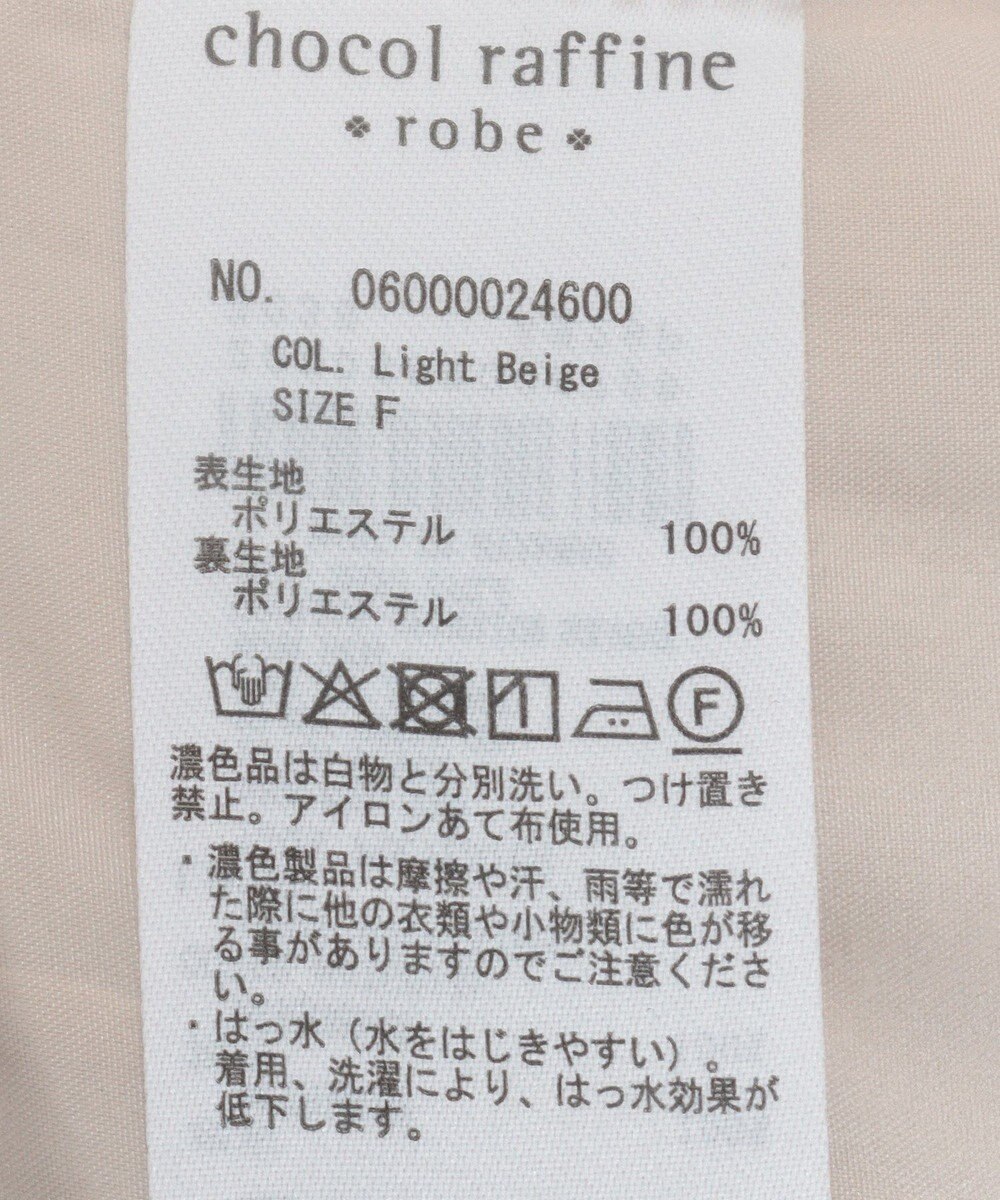 chocol raffine
robe
NO. 06000024600
COL. Light Beige
SIZE F
表生地
ポリエステル 100%
裏生地
ポリエステル 100%
F
濃色品は白物と分別洗い。つけ置き
禁止。アイロンあて布使用。
・濃色製品は摩擦や汗、雨等で濡れ
た際に他の衣類や小物類に色が移
る事がありますのでご注意くださ
い。
・はっ水（水をはじきやすい）。
着用、洗濯により、はっ水効果が
低下します。